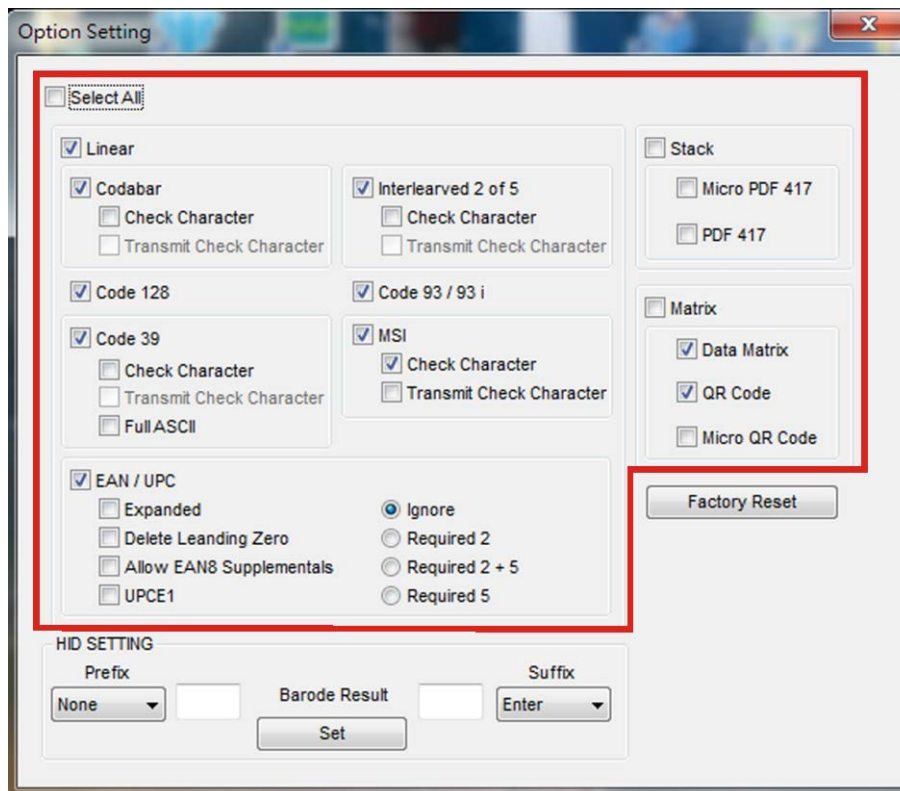 Option Setting
Select All
Linear
Codabar
Check Character
Transmit Check Character
Interlearved 2 of 5
Check Character
Transmit Check Character
Code 128
Code 93 / 93 i
Code 39
Check Character
Transmit Check Character
Full ASCII
MSI
Check Character
Transmit Check Character
EAN / UPC
Expanded
Delete Leanding Zero
Allow EAN8 Supplementals
UPCE1
Ignore
Required 2
Required 2 + 5
Required 5
Stack
Micro PDF 417
PDF 417
Matrix
Data Matrix
QR Code
Micro QR Code
Factory Reset
HID SETTING
Prefix
None
Barode Result
Set
Suffix
Enter